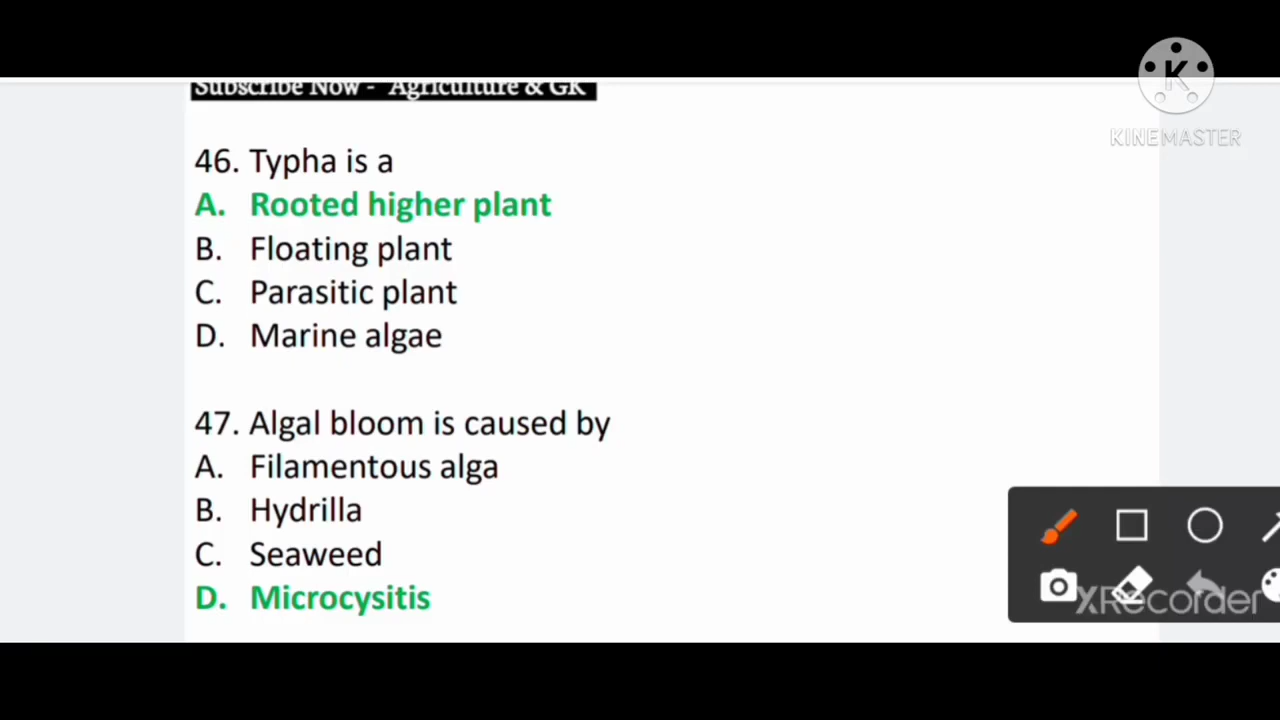 Subscribe Now - Agriculture & GK
K
KINEMASTER
46. Typha is a
A. Rooted higher plant
B. Floating plant
C. Parasitic plant
D. Marine algae
47. Algal bloom is caused by
A. Filamentous alga
B. Hydrilla
C. Seaweed
D. Microcysitis
XRecorder